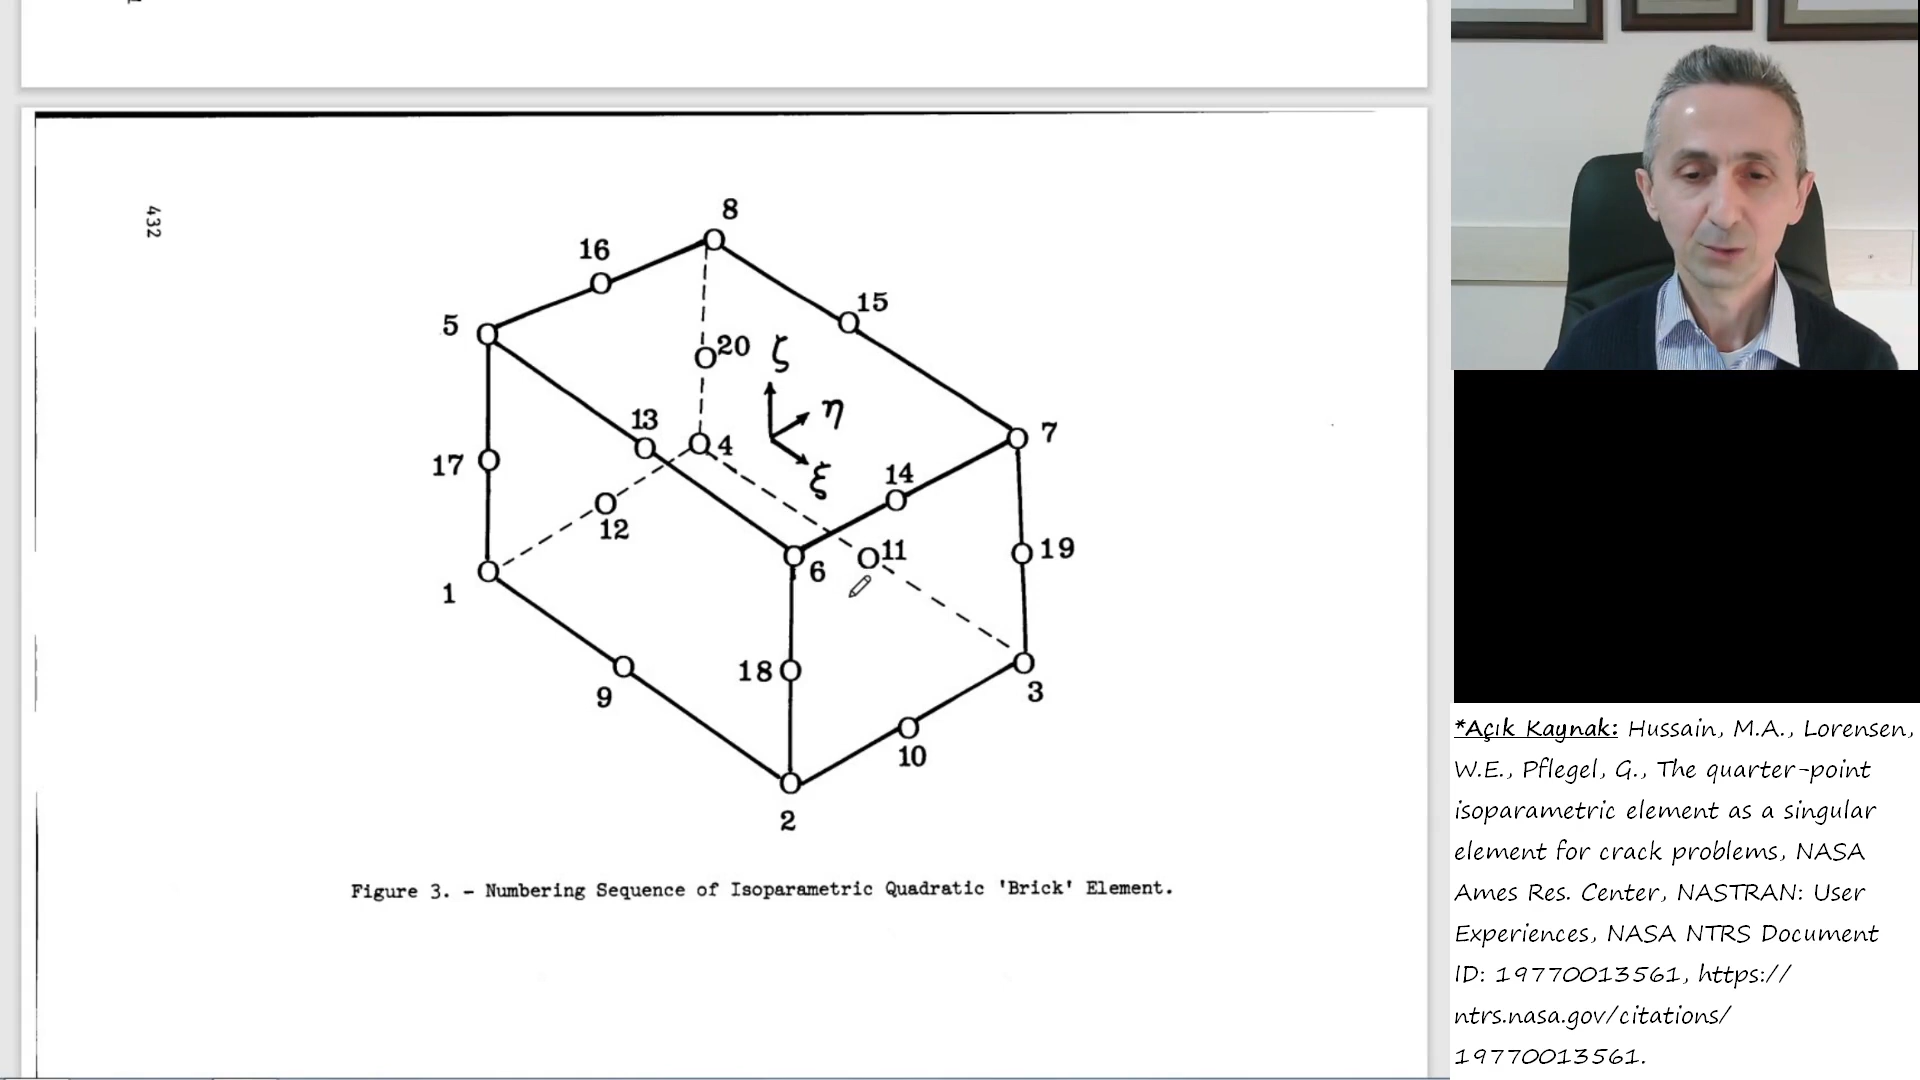 432
8
16
5
15
20
ζ
η
13
4
7
ξ
14
17
12
11
19
6
1
18
9
3
10
2
Figure 3. - Numbering Sequence of Isoparametric Quadratic 'Brick' Element.
*Açık Kaynak: Hussain, M.A., Lorensen,
W.E., Pflegel, G., The quarter-point
isoparametric element as a singular
element for crack problems, NASA
Ames Res. Center, NASTRAN: User
Experiences, NASA NTRS Document
ID: 19770013561, https://
ntrs.nasa.gov/citations/
19770013561.